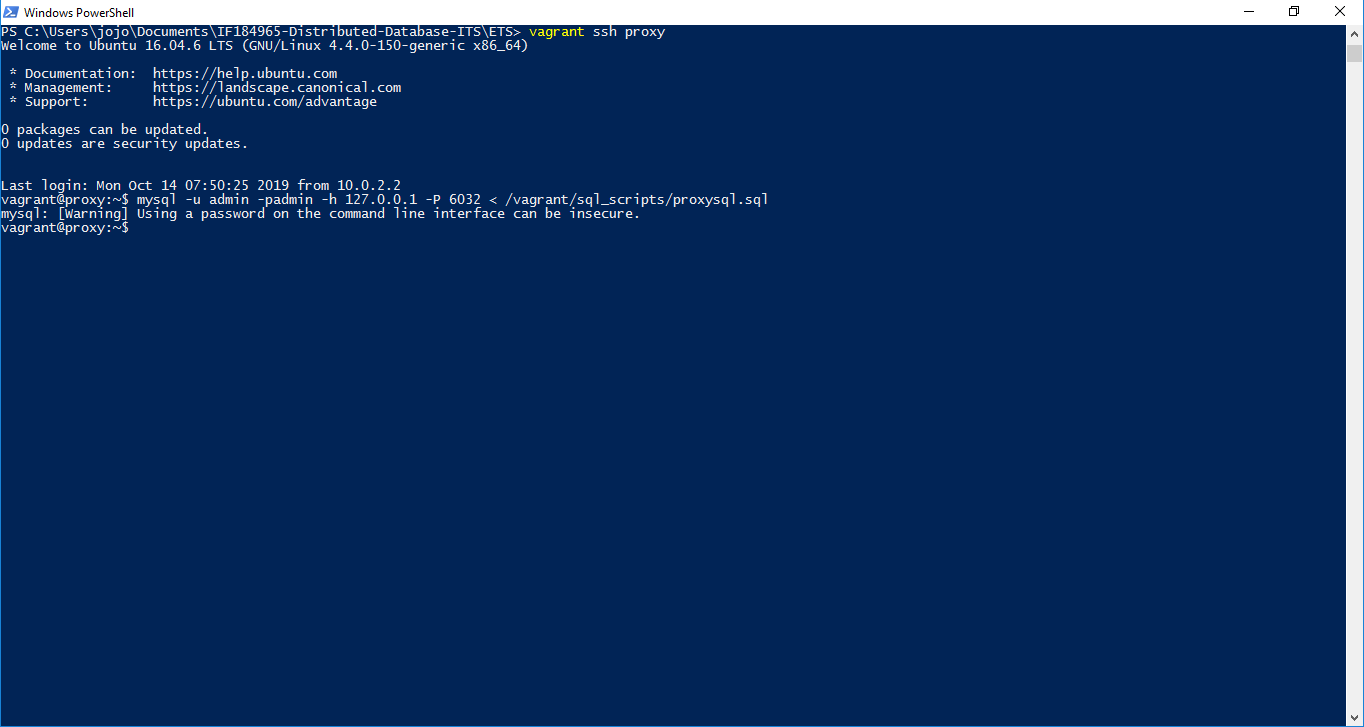 Windows PowerShell
PS C:\Users\jojo\Documents\IF184965-Distributed-Database-ITS\ETS> vagrant ssh proxy
Welcome to Ubuntu 16.04.6 LTS (GNU/Linux 4.4.0-150-generic x86_64)
* Documentation:  https://help.ubuntu.com
* Management:     https://landscape.canonical.com
* Support:        https://ubuntu.com/advantage
0 packages can be updated.
0 updates are security updates.
Last login: Mon Oct 14 07:50:25 2019 from 10.0.2.2
vagrant@proxy:~$ mysql -u admin -padmin -h 127.0.0.1 -P 6032 < /vagrant/sql_scripts/proxysql.sql
mysql: [Warning] Using a password on the command line interface can be insecure.
vagrant@proxy:~$